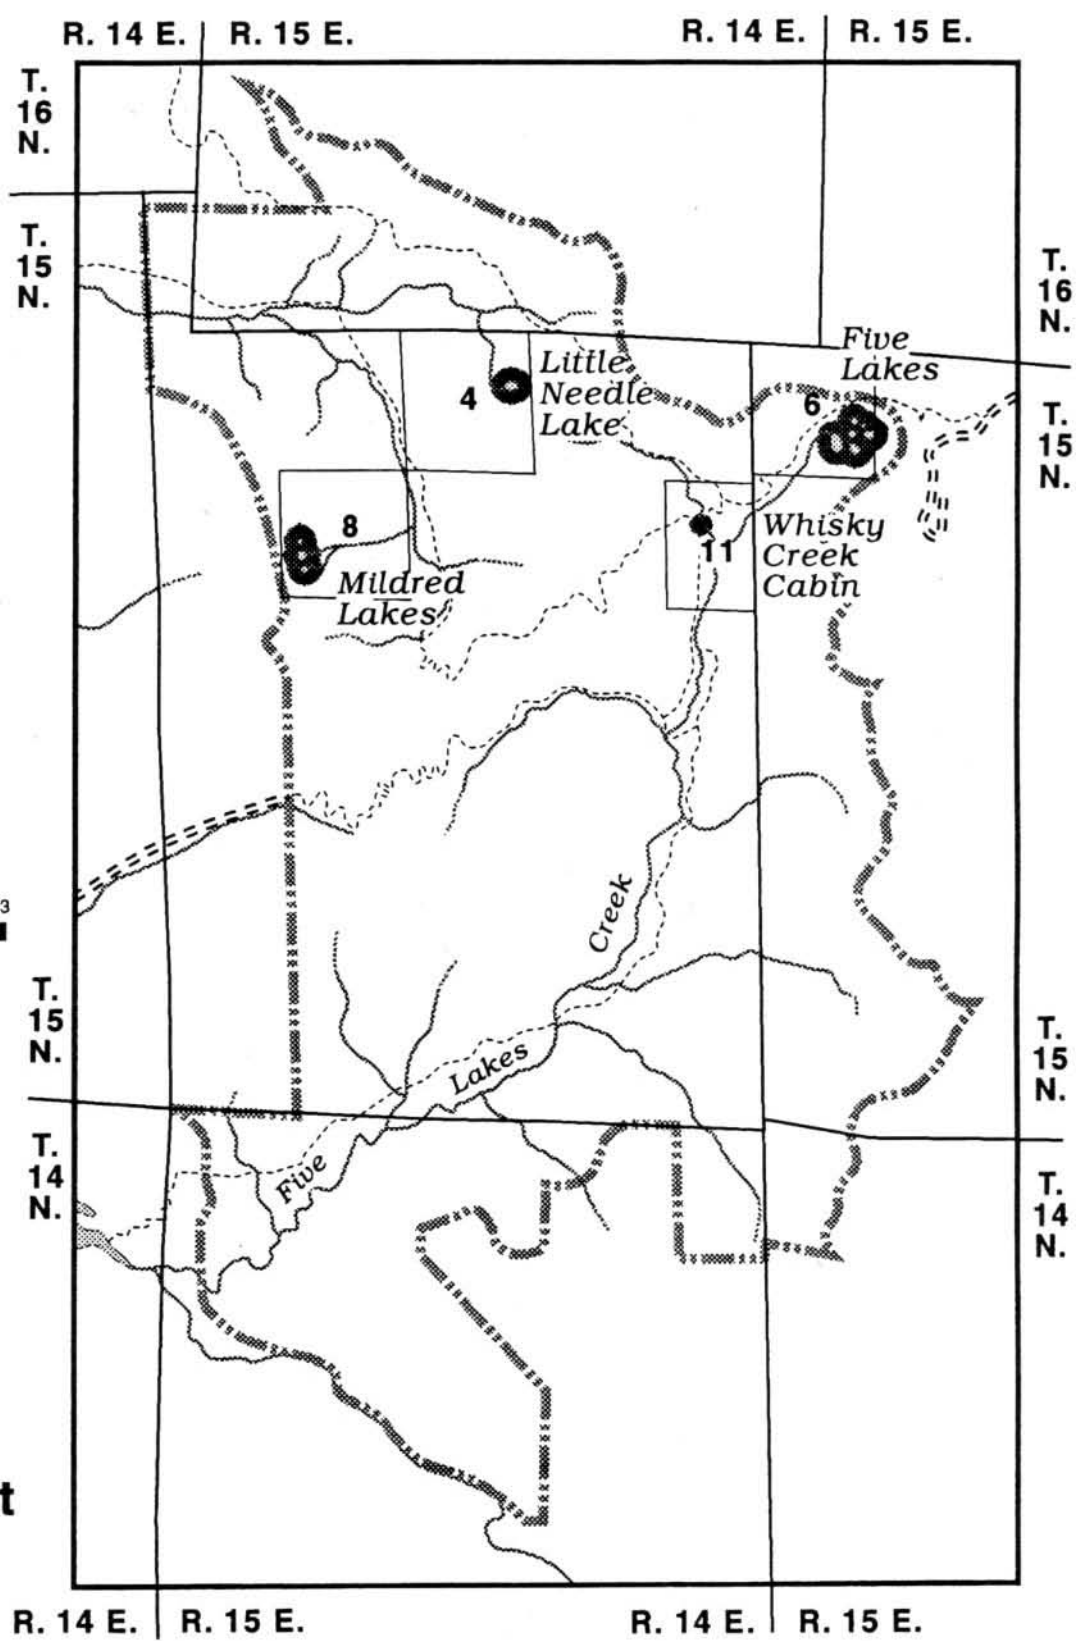 R. 14 E.
R. 15 E.
R. 14 E.
R. 15 E.
T.
16
N.
T.
15
N.
T.
16
N.
T.
15
N.
Five
Lakes
6
Little
Needle
Lake
4
8
Mildred
Lakes
11
Whisky
Creek
Cabin
3
Creek
Lakes
Five
T.
15
N.
T.
14
N.
T.
15
N.
T.
14
N.
t
R. 14 E.
R. 15 E.
R. 14 E.
R. 15 E.